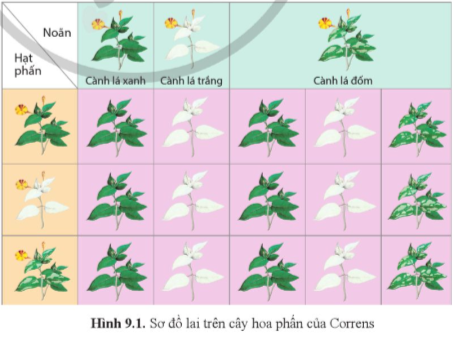 Noãn
Hạt
phấn
Cành lá xanh
Cành lá trắng
Cành lá đốm
Hình 9.1. Sơ đồ lai trên cây hoa phấn của Correns